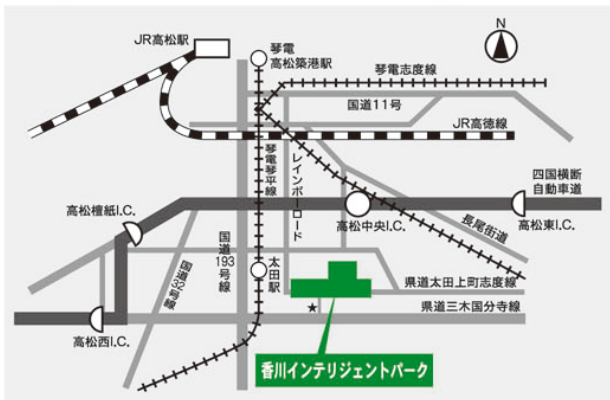 N
JR高松駅
琴電
高松築港駅
琴電志度線
国道11号
JR高徳線
琴電琴平線
レインボーロード
四国横断
自動車道
高松檀紙I.C.
高松中央I.C.
高松東I.C.
長尾街道
国道193号線
国道32号線
太田駅
県道太田上町志度線
県道三木国分寺線
高松西I.C.
香川インテリジェントパーク